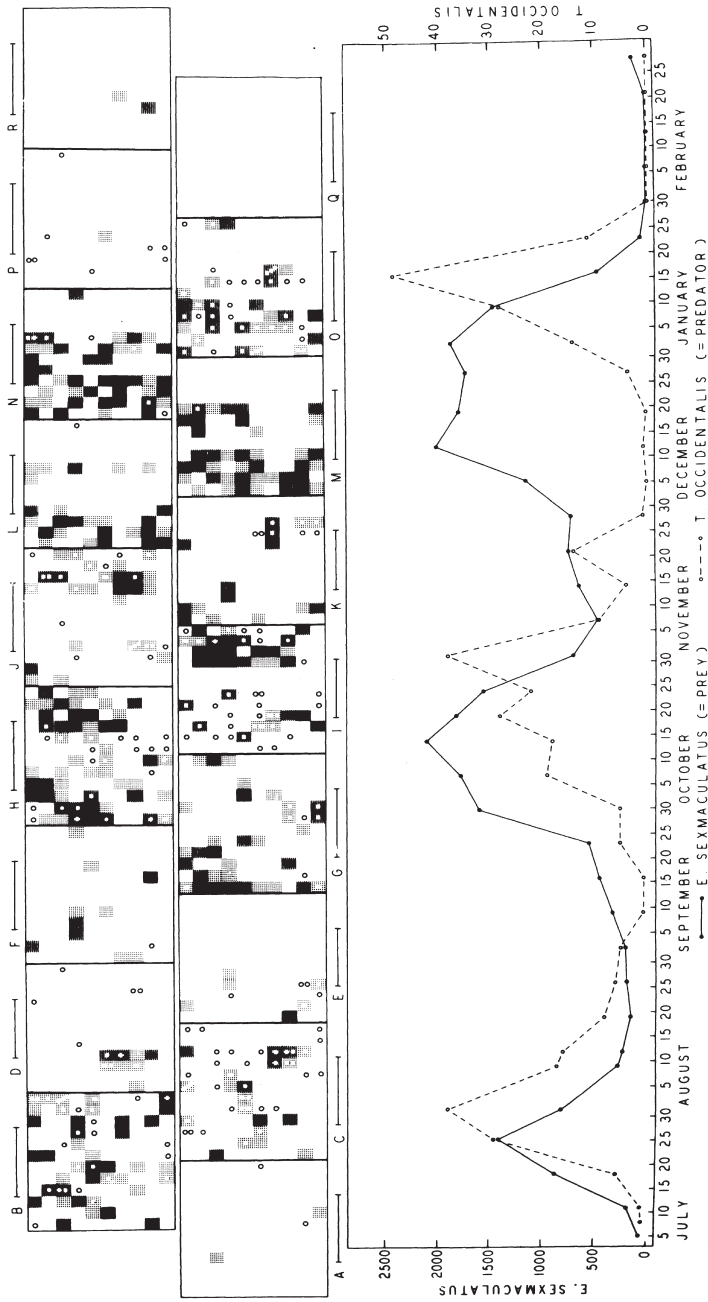 B D F H J L N P R
A C E G I K M O Q
E. SEXMACULATUS
2500 2000 1500 1000 500 0
T OCCIDENTALIS
50 40 30 20 10 0
5 10 15 20 25 30 5 10 15 20 25 30 5 10 15 20 25 30 5 10 15 20 25 30 5 10 15 20 25 30 5 10 15 20 25 30 5 10 15 20 25 30 5 10 15 20 25
JULY AUGUST SEPTEMBER OCTOBER NOVEMBER DECEMBER JANUARY FEBRUARY
E. SEXMACULATUS (=PREY) T OCCIDENTALIS (=PREDATOR)